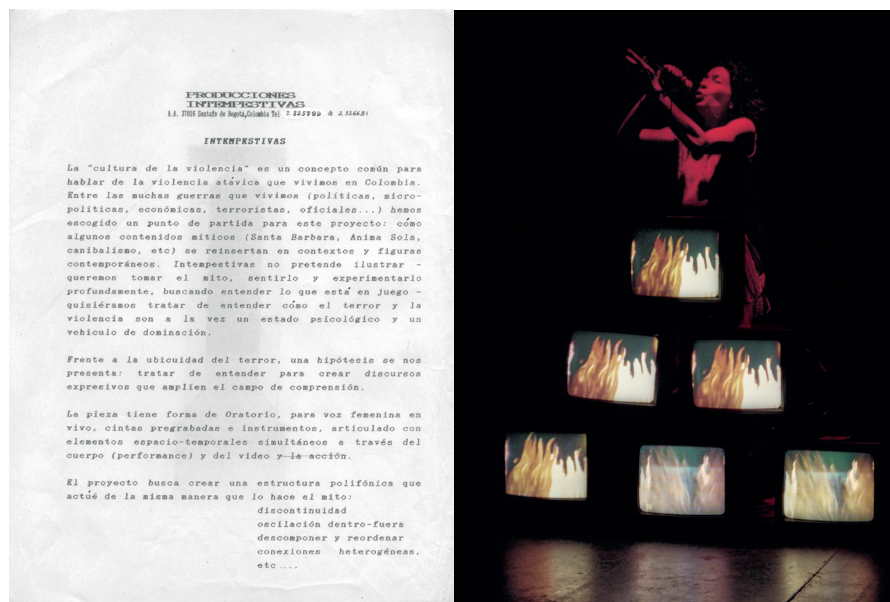 PRODUCCIONES
INTEMPESTIVAS
A.A. 37016 Santafe de Bogotá,Colombia Tel
INTEMPESTIVAS
La "cultura de la violencia" es un concepto común para
hablar de la violencia atávica que vivimos en Colombia.
Entre las muchas guerras que vivimos (políticas, micro-
políticas, económicas, terroristas, oficiales...) hemos
escogido un punto de partida para este proyecto: cómo
algunos contenidos míticos (Santa Barbara, Anima Sola,
canibalismo, etc) se reinsertan en contextos y figuras
contemporáneos. Intempestivas no pretende ilustrar -
queremos tomar el mito, sentirlo y experimentarlo
profundamente, buscando entender lo que está en juego -
quisiéramos tratar de entender cómo el terror y la
violencia son a la vez un estado psicológico y un
vehículo de dominación.
Frente a la ubicuidad del terror, una hipótesis se nos
presenta: tratar de entender para crear discursos
expresivos que amplíen el campo de comprensión.
La pieza tiene forma de Oratorio, para voz femenina en
vivo, cintas pregrabadas e instrumentos, articulado con
elementos espacio-temporales simultáneos a través del
cuerpo (performance) y del video y la acción.
El proyecto busca crear una estructura polifónica que
actúé de la misma manera que lo hace el mito:
discontinuidad
oscilación dentro-fuera
descomponer y reordenar
conexiones heterogéneas,
etc ....